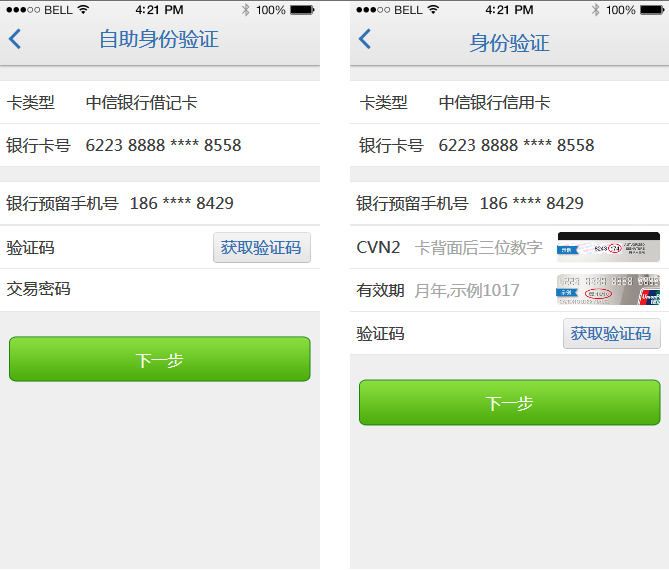 BELL 4:21 PM 100%
自助身份验证
卡类型 中信银行借记卡
银行卡号 6223 8888 **** 8558
银行预留手机号 186 **** 8429
验证码 获取验证码
交易密码
下一步
BELL 4:21 PM 100%
身份验证
卡类型 中信银行信用卡
银行卡号 6223 8888 **** 8558
银行预留手机号 186 **** 8429
CVN2 卡背面后三位数字
有效期 月年,示例1017
验证码 获取验证码
下一步